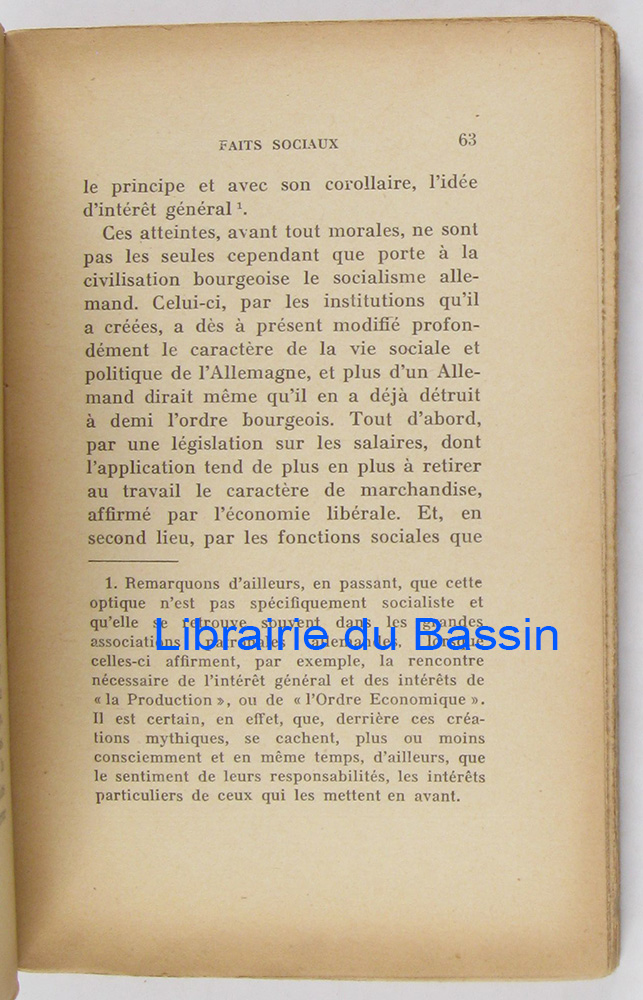 FAITS SOCIAUX 63
le principe et avec son corollaire, l'idée
d'intérêt général ¹.
Ces atteintes, avant tout morales, ne sont
pas les seules cependant que porte à la
civilisation bourgeoise le socialisme alle-
mand. Celui-ci, par les institutions qu'il
a créées, a dès à présent modifié profon-
dément le caractère de la vie sociale et
politique de l'Allemagne, et plus d'un Alle-
mand dirait même qu'il en a déjà détruit
à demi l'ordre bourgeois. Tout d'abord,
par une législation sur les salaires, dont
l'application tend de plus en plus à retirer
au travail le caractère de marchandise,
affirmé par l'économie libérale. Et, en
second lieu, par les fonctions sociales que
1. Remarquons d'ailleurs, en passant, que cette
optique n'est pas spécifiquement socialiste et
qu'elle se retrouve souvent dans les grandes
associations patronales allemandes, lorsque
Librairie du Bassin
celles-ci affirment, par exemple, la rencontre
nécessaire de l'intérêt général et des intérêts de
« la Production », ou de « l'Ordre Economique ».
Il est certain, en effet, que, derrière ces créa-
tions mythiques, se cachent, plus ou moins
consciemment et en même temps, d'ailleurs, que
le sentiment de leurs responsabilités, les intérêts
particuliers de ceux qui les mettent en avant.